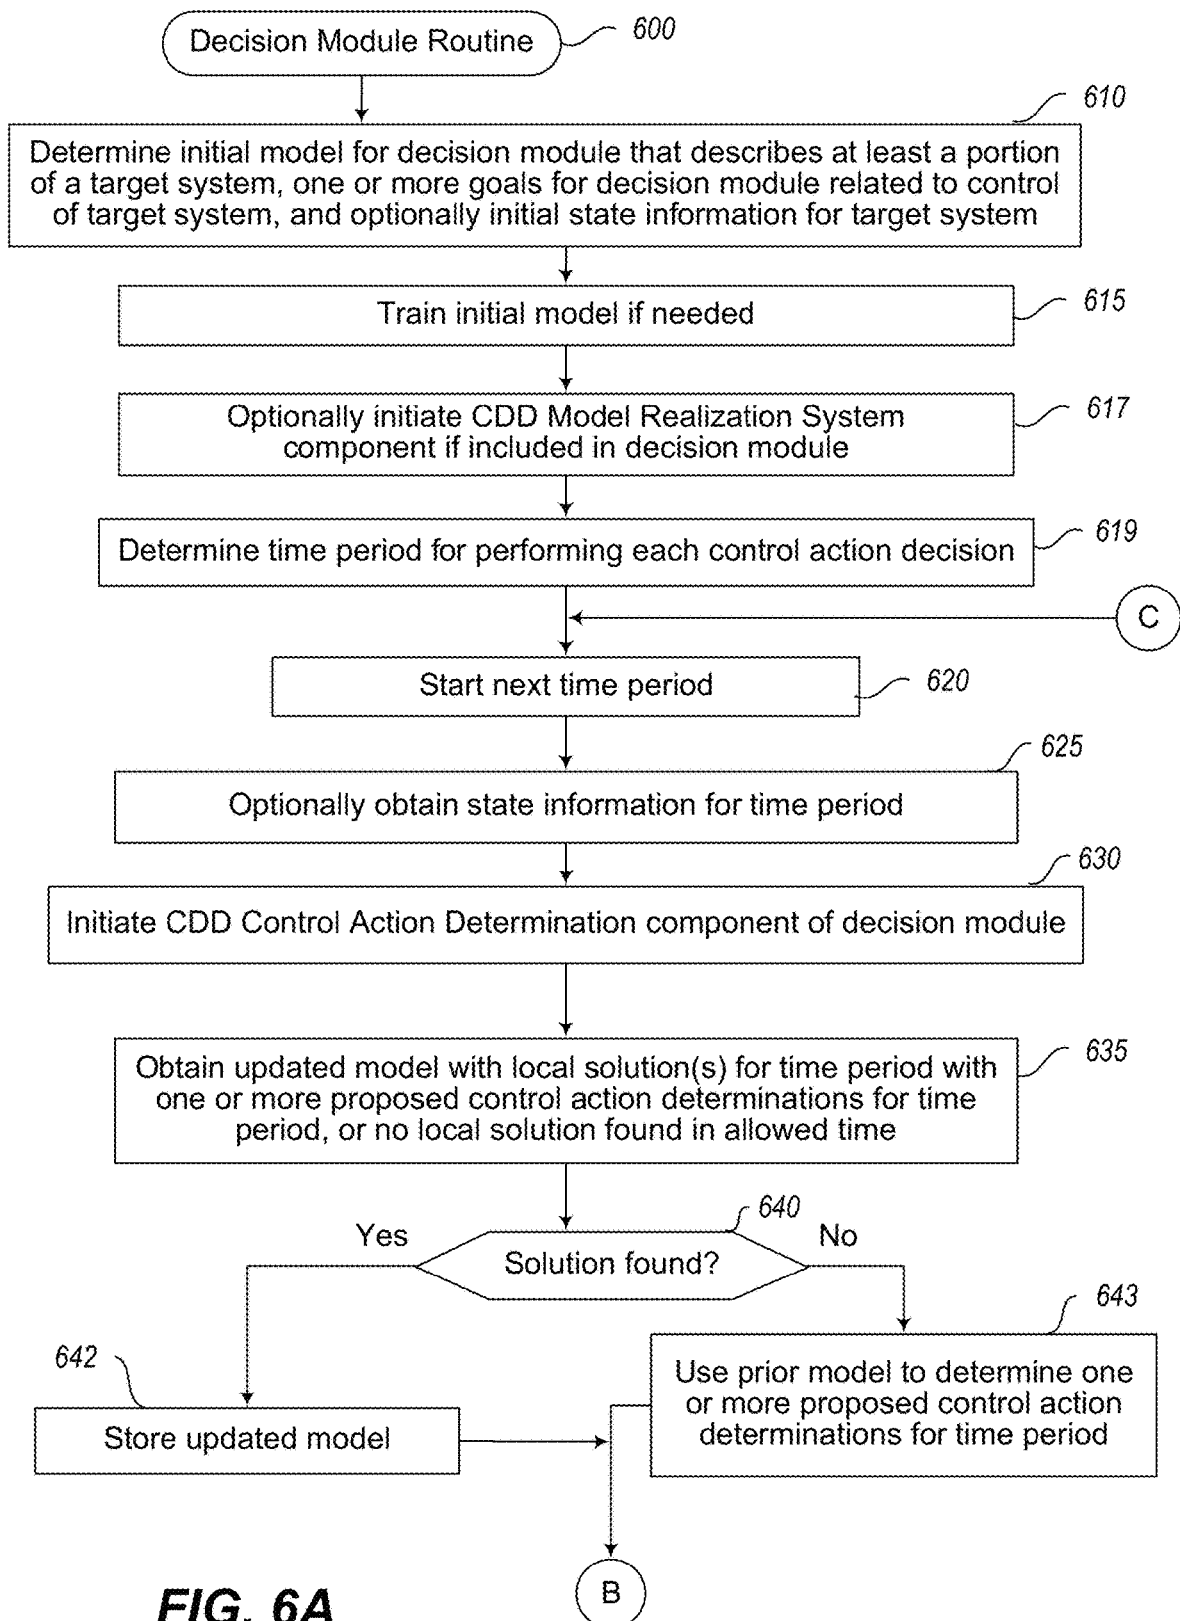 Decision Module Routine
600
610
Determine initial model for decision module that describes at least a portion
of a target system, one or more goals for decision module related to control
of target system, and optionally initial state information for target system
Train initial model if needed
615
Optionally initiate CDD Model Realization System
component if included in decision module
617
Determine time period for performing each control action decision
619
C
Start next time period
620
625
Optionally obtain state information for time period
630
Initiate CDD Control Action Determination component of decision module
Obtain updated model with local solution(s) for time period with
one or more proposed control action determinations for time
period, or no local solution found in allowed time
635
640
Yes
Solution found?
No
643
642
Use prior model to determine one
or more proposed control action
determinations for time period
Store updated model
B
FIG. 6A